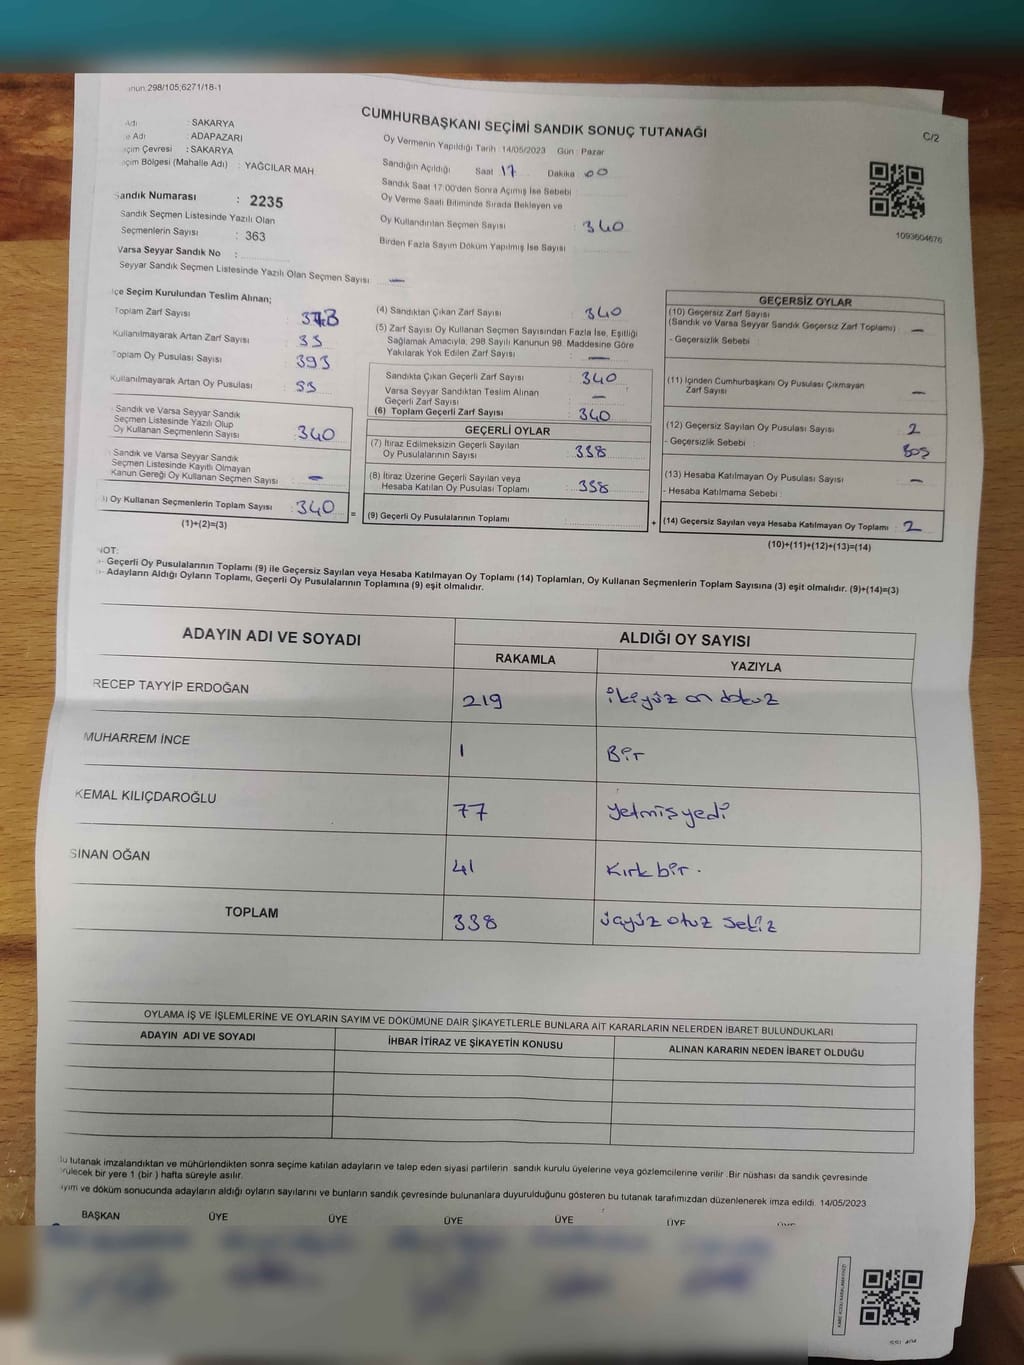 298/105;6271/18-1
CUMHURBAŞKANI SEÇİMİ SANDIK SONUÇ TUTANAĞI
C/2
: SAKARYA
Adı : ADAPAZARI
Çevresi : SAKARYA
Bölgesi (Mahalle Adı) : YAĞCILAR MAH
Sandık Numarası : 2235
Sandık Seçmen Listesinde Yazılı Olan
Seçmenlerin Sayısı : 363
Varsa Seyyar Sandık No :
Seyyar Sandık Seçmen Listesinde Yazılı Olan Seçmen Sayısı : —
Oy Vermenin Yapıldığı Tarih : 14/05/2023 Gün : Pazar
Sandığın Açıldığı Saat 17 Dakika 00
Sandık Saat 17:00'den Sonra Açımış İse Sebebi :
Oy Verme Saati Bitiminde Sırada Bekleyen ve
Oy Kullandırılan Seçmen Sayısı : 340
Birden Fazla Sayım Döküm Yapılmış İse Sayısı :
1093604676
Seçim Kurulundan Teslim Alınan;
Toplam Zarf Sayısı
Kullanılmayarak Artan Zarf Sayısı : 33
Toplam Oy Pusulası Sayısı : 393
Kullanılmayarak Artan Oy Pusulası : 53
Sandık ve Varsa Seyyar Sandık
Seçmen Listesinde Yazılı Olup
Oy Kullanan Seçmenlerin Sayısı : 340
Sandık ve Varsa Seyyar Sandık
Seçmen Listesinde Kayıtlı Olmayan
Kanun Gereği Oy Kullanan Seçmen Sayısı : —
Oy Kullanan Seçmenlerin Toplam Sayısı : 340
(1)+(2)=(3)
=
(4) Sandıktan Çıkan Zarf Sayısı : 340
(5) Zarf Sayısı Oy Kullanan Seçmen Sayısından Fazla İse, Eşitliği
Sağlamak Amacıyla, 298 Sayılı Kanunun 98. Maddesine Göre
Yakılarak Yok Edilen Zarf Sayısı : —
Sandıkta Çıkan Geçerli Zarf Sayısı : 340
Varsa Seyyar Sandıktan Teslim Alınan
Geçerli Zarf Sayısı : —
(6) Toplam Geçerli Zarf Sayısı : 340
GEÇERLİ OYLAR
(7) İtiraz Edilmeksizin Geçerli Sayılan
Oy Pusulalarının Sayısı : 338
(8) İtiraz Üzerine Geçerli Sayılan veya
Hesaba Katılan Oy Pusulası Toplamı : 338
(9) Geçerli Oy Pusulalarının Toplamı :
+
GEÇERSİZ OYLAR
(10) Geçersiz Zarf Sayısı
(Sandık ve Varsa Seyyar Sandık Geçersiz Zarf Toplamı) : —
- Geçersizlik Sebebi :
(11) İçinden Cumhurbaşkanı Oy Pusulası Çıkmayan
Zarf Sayısı : —
(12) Geçersiz Sayılan Oy Pusulası Sayısı : 2
- Geçersizlik Sebebi : Boş
(13) Hesaba Katılmayan Oy Pusulası Sayısı : —
- Hesaba Katılmama Sebebi :
(14) Geçersiz Sayılan veya Hesaba Katılmayan Oy Toplamı : 2
(10)+(11)+(12)+(13)=(14)
NOT:
- Geçerli Oy Pusulalarının Toplamı (9) ile Geçersiz Sayılan veya Hesaba Katılmayan Oy Toplamı (14) Toplamları, Oy Kullanan Seçmenlerin Toplam Sayısına (3) eşit olmalıdır. (9)+(14)=(3)
- Adayların Aldığı Oyların Toplamı, Geçerli Oy Pusulalarının Toplamına (9) eşit olmalıdır.
ADAYIN ADI VE SOYADI ALDIĞI OY SAYISI
RAKAMLA YAZIYLA
RECEP TAYYİP ERDOĞAN 219 ikiyüz on dokuz
MUHARREM İNCE 1 Bir
KEMAL KILIÇDAROĞLU 77 yetmiş yedi
SİNAN OĞAN 41 Kırk bir.
TOPLAM 338 üçyüz otuz sekiz
OYLAMA İŞ VE İŞLEMLERİNE VE OYLARIN SAYIM VE DÖKÜMÜNE DAİR ŞİKAYETLERLE BUNLARA AİT KARARLARIN NELERDEN İBARET BULUNDUKLARI
ADAYIN ADI VE SOYADI İHBAR İTİRAZ VE ŞİKAYETİN KONUSU ALINAN KARARIN NEDEN İBARET OLDUĞU
tutanak imzalandıktan ve mühürlendikten sonra seçime katılan adayların ve talep eden siyasi partilerin sandık kurulu üyelerine veya gözlemcilerine verilir. Bir nüshası da sandık çevresinde
bir yere 1 (bir) hafta süreyle asılır.
ve döküm sonucunda adayların aldığı oyların sayılarını ve bunların sandık çevresinde bulunanlara duyurulduğunu gösteren bu tutanak tarafımızdan düzenlenerek imza edildi. 14/05/2023
BAŞKAN ÜYE ÜYE ÜYE ÜYE ÜYE